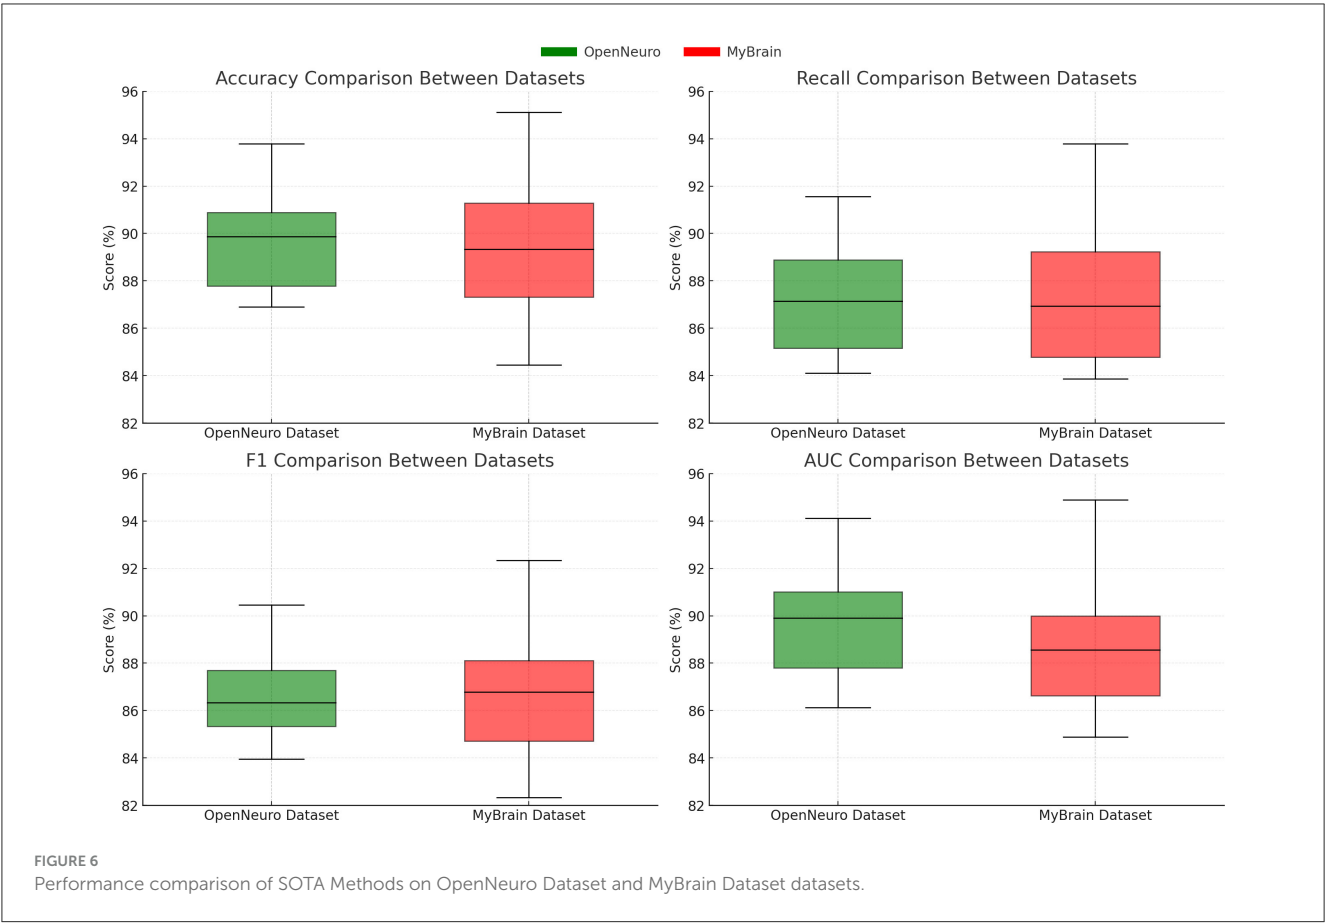 OpenNeuro MyBrain
Accuracy Comparison Between Datasets
96
94
92
90
88
86
84
82
Score (%)
OpenNeuro Dataset MyBrain Dataset
Recall Comparison Between Datasets
96
94
92
90
88
86
84
82
Score (%)
OpenNeuro Dataset MyBrain Dataset
F1 Comparison Between Datasets
96
94
92
90
88
86
84
82
Score (%)
OpenNeuro Dataset MyBrain Dataset
AUC Comparison Between Datasets
96
94
92
90
88
86
84
82
Score (%)
OpenNeuro Dataset MyBrain Dataset
FIGURE 6
Performance comparison of SOTA Methods on OpenNeuro Dataset and MyBrain Dataset datasets.